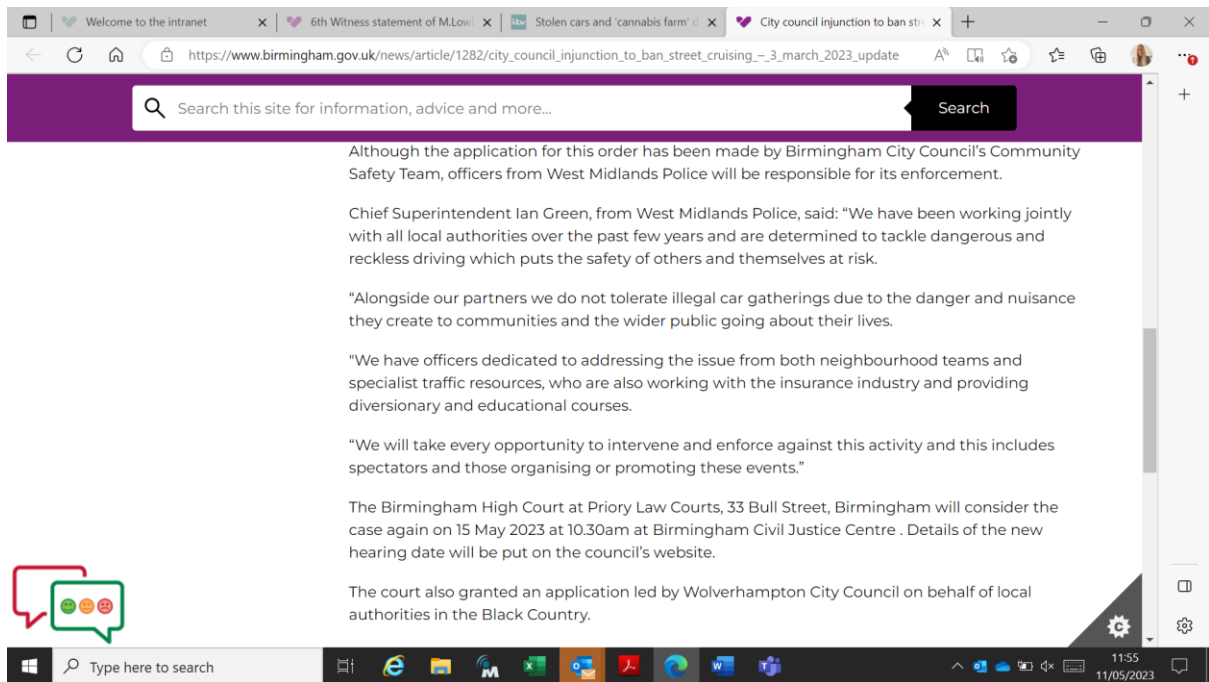 Welcome to the intranet
6th Witness statement of M.Lowe
itv
Stolen cars and 'cannabis farm' d
City council injunction to ban stre
https://www.birmingham.gov.uk/news/article/1282/city_council_injunction_to_ban_street_cruising_–_3_march_2023_update
Search this site for information, advice and more...
Search
Although the application for this order has been made by Birmingham City Council's Community
Safety Team, officers from West Midlands Police will be responsible for its enforcement.
Chief Superintendent Ian Green, from West Midlands Police, said: “We have been working jointly
with all local authorities over the past few years and are determined to tackle dangerous and
reckless driving which puts the safety of others and themselves at risk.
“Alongside our partners we do not tolerate illegal car gatherings due to the danger and nuisance
they create to communities and the wider public going about their lives.
"We have officers dedicated to addressing the issue from both neighbourhood teams and
specialist traffic resources, who are also working with the insurance industry and providing
diversionary and educational courses.
“We will take every opportunity to intervene and enforce against this activity and this includes
spectators and those organising or promoting these events.”
The Birmingham High Court at Priory Law Courts, 33 Bull Street, Birmingham will consider the
case again on 15 May 2023 at 10.30am at Birmingham Civil Justice Centre . Details of the new
hearing date will be put on the council's website.
The court also granted an application led by Wolverhampton City Council on behalf of local
authorities in the Black Country.
Type here to search
11:55
11/05/2023